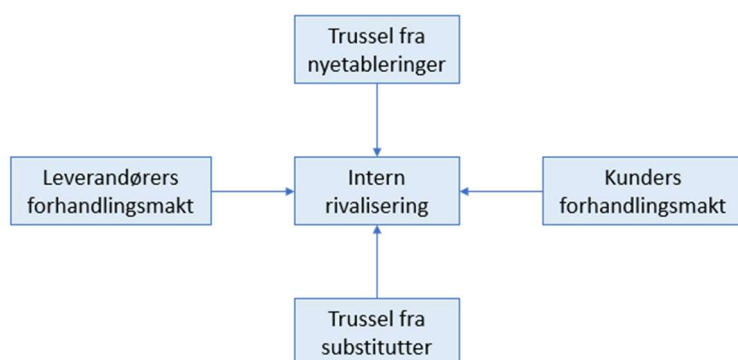 Trussel fra
nyetableringer
Leverandørers
forhandlingsmakt
Intern
rivalisering
Kunders
forhandlingsmakt
Trussel fra
substitutter